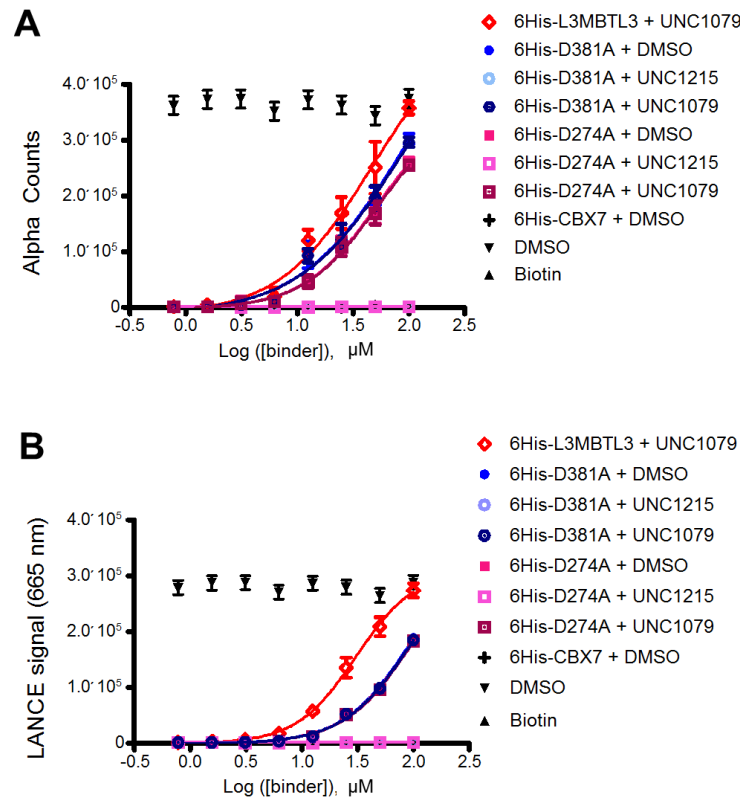 A
6His-L3MBTL3 + UNC1079
6His-D381A + DMSO
6His-D381A + UNC1215
6His-D381A + UNC1079
6His-D274A + DMSO
6His-D274A + UNC1215
6His-D274A + UNC1079
6His-CBX7 + DMSO
DMSO
Biotin
Alpha Counts
4.0·10⁵
3.0·10⁵
2.0·10⁵
1.0·10⁵
0
-0.5 0.0 0.5 1.0 1.5 2.0 2.5
Log ([binder]), µM
B
6His-L3MBTL3 + UNC1079
6His-D381A + DMSO
6His-D381A + UNC1215
6His-D381A + UNC1079
6His-D274A + DMSO
6His-D274A + UNC1215
6His-D274A + UNC1079
6His-CBX7 + DMSO
DMSO
Biotin
LANCE signal (665 nm)
4.0·10⁵
3.0·10⁵
2.0·10⁵
1.0·10⁵
0
-0.5 0.0 0.5 1.0 1.5 2.0 2.5
Log ([binder]), µM